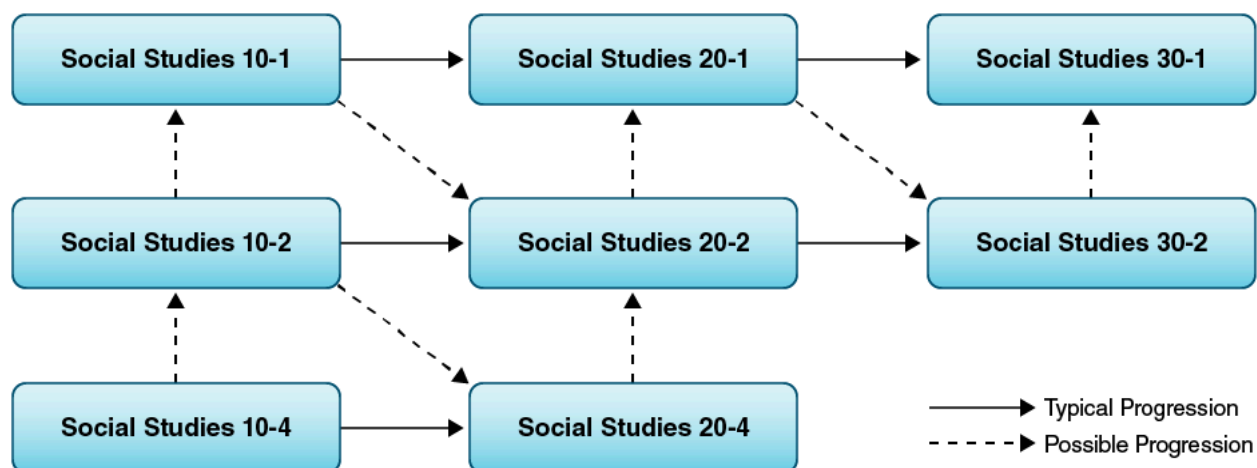 Social Studies 10-1
Social Studies 20-1
Social Studies 30-1
Social Studies 10-2
Social Studies 20-2
Social Studies 30-2
Social Studies 10-4
Social Studies 20-4
Typical Progression
Possible Progression